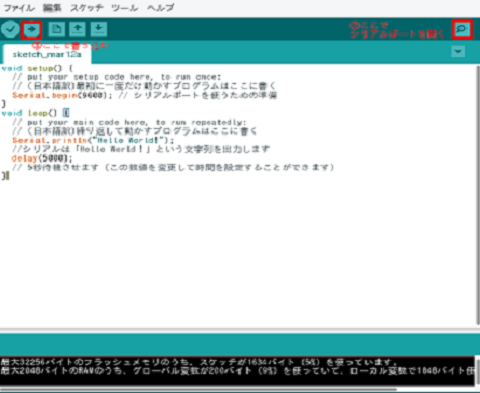 ファイル 編集 スケッチ ツール ヘルプ
②ここで
シリアルポートを開く
①ここで書き込み
sketch_mar12a
void setup() {
// put your setup code here, to run once:
// (日本語訳)最初に一度だけ動かすプログラムはここに書く
Serial.begin(9600); // シリアルポートを使うための準備
}
void loop() {
// put your main code here, to run repeatedly:
// (日本語訳)繰り返して動かすプログラムはここに書く
Serial.println("Hello World!");
//シリアルは「Hello World!」という文字列を出力します
delay(5000);
// 5秒待機させます（この数値を変更して時間を設定することができます）
}
最大32256バイトのフラッシュメモリのうち、スケッチが1634バイト（5%）を使っています。
最大2048バイトのRAMのうち、グローバル変数が200バイト（9%）を使っていて、ローカル変数で1848バイト使